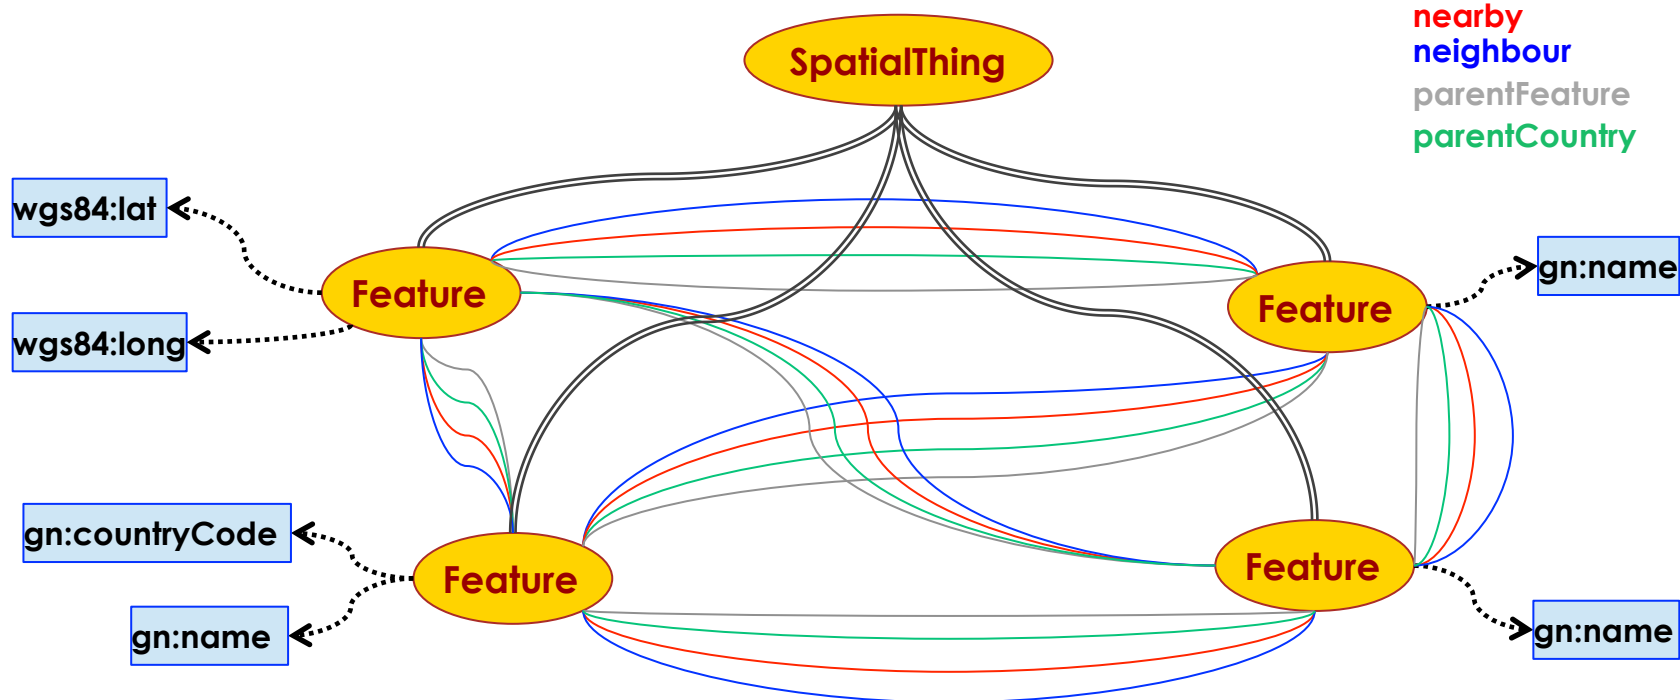 nearby
neighbour
SpatialThing
parentFeature
parentCountry
wgs84:lat
gn:name
Feature
Feature
wgs84:long
gn:countryCode
Feature
Feature
gn:name
gn:name